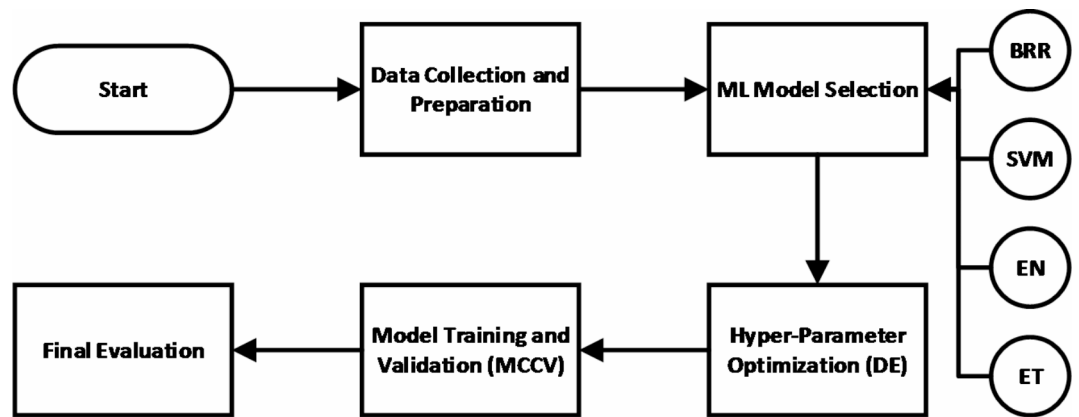 Start
Data Collection and
Preparation
ML Model Selection
BRR
SVM
EN
ET
Hyper-Parameter
Optimization (DE)
Model Training and
Validation (MCCV)
Final Evaluation